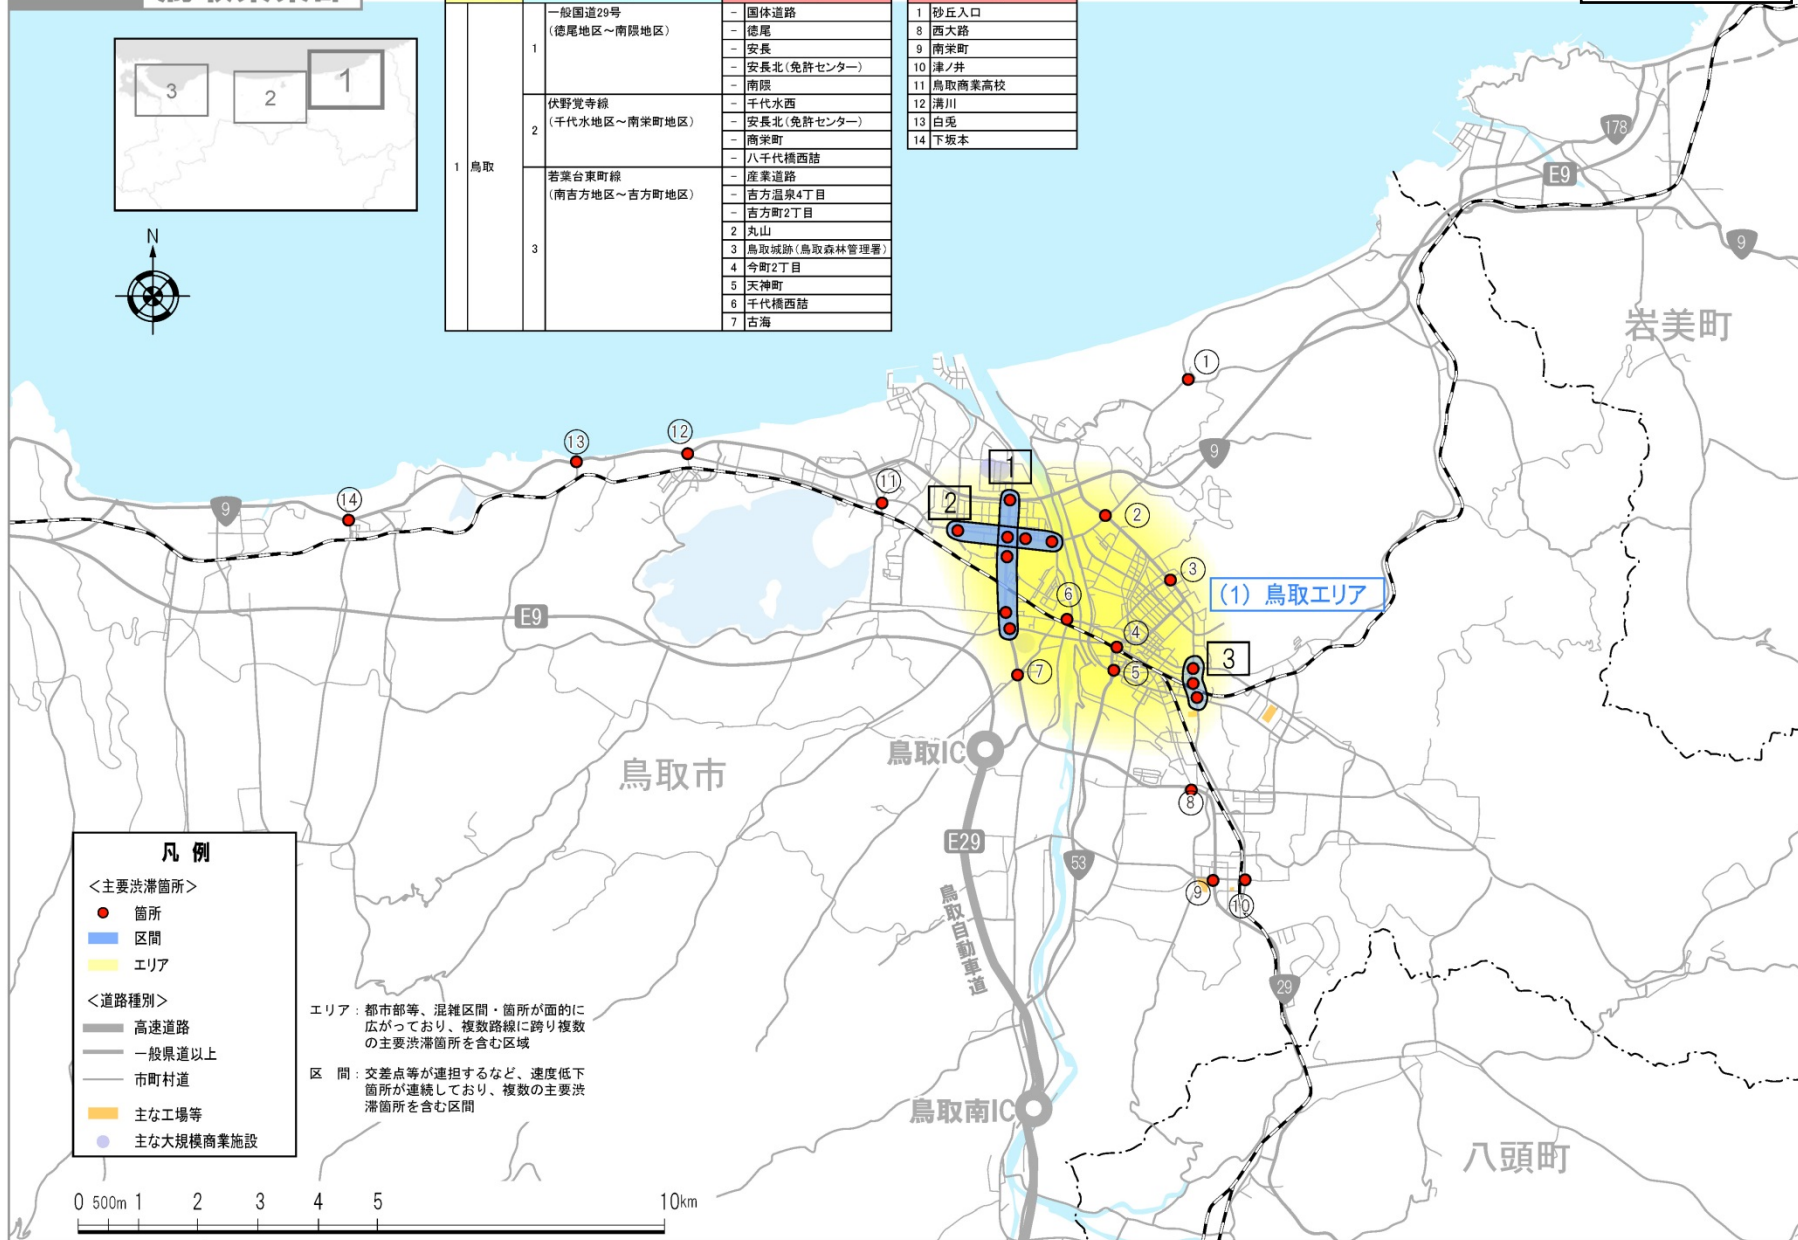 3
2
1
N
1
鳥取
1
一般国道29号
(徳尾地区～南隈地区)
- 国体道路
- 徳尾
- 安長
- 安長北(免許センター)
- 南隈
2
伏野覚寺線
(千代水地区～南栄町地区)
- 千代水西
- 安長北(免許センター)
- 商栄町
- 八千代橋西詰
3
若葉台東町線
(南吉方地区～吉方町地区)
- 産業道路
- 吉方温泉4丁目
- 吉方町2丁目
2 丸山
3 鳥取城跡(鳥取森林管理署)
4 今町2丁目
5 天神町
6 千代橋西詰
7 古海
1 砂丘入口
8 西大路
9 南栄町
10 津ノ井
11 鳥取商業高校
12 溝川
13 白兎
14 下坂本
178
E9
9
岩美町
1
13
12
9
14
11
1
2
2
9
3
(1) 鳥取エリア
E9
6
4
5
3
7
鳥取市
鳥取IC
8
E29
53
9
10
鳥取自動車道
29
鳥取南IC
八頭町
凡 例
<主要渋滞箇所>
箇所
区間
エリア
<道路種別>
高速道路
一般県道以上
市町村道
主な工場等
主な大規模商業施設
エリア：都市部等、混雑区間・箇所が面的に
広がっており、複数路線に跨り複数
の主要渋滞箇所を含む区域
区　間：交差点等が連担するなど、速度低下
箇所が連続しており、複数の主要渋
滞箇所を含む区間
0 500m 1 2 3 4 5 10km